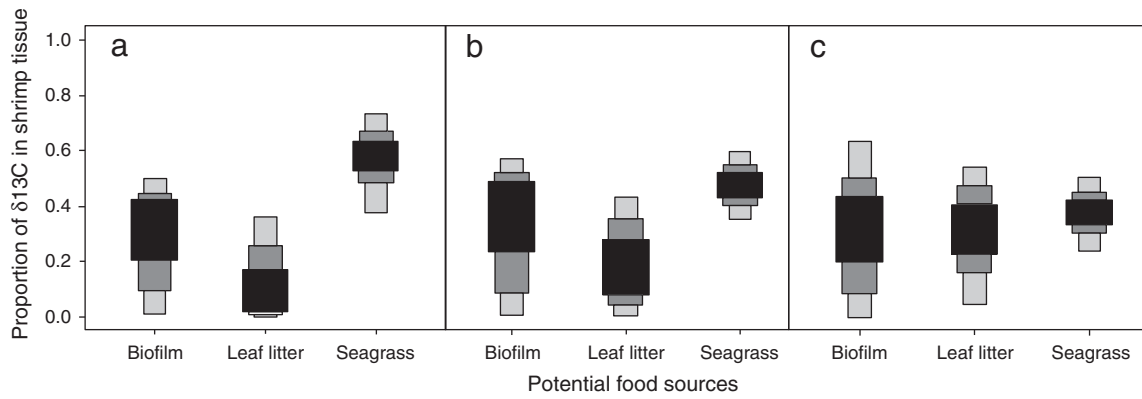 Proportion of δ13C in shrimp tissue
1.0
0.8
0.6
0.4
0.2
0.0
a
b
c
Biofilm Leaf litter Seagrass Biofilm Leaf litter Seagrass Biofilm Leaf litter Seagrass
Potential food sources